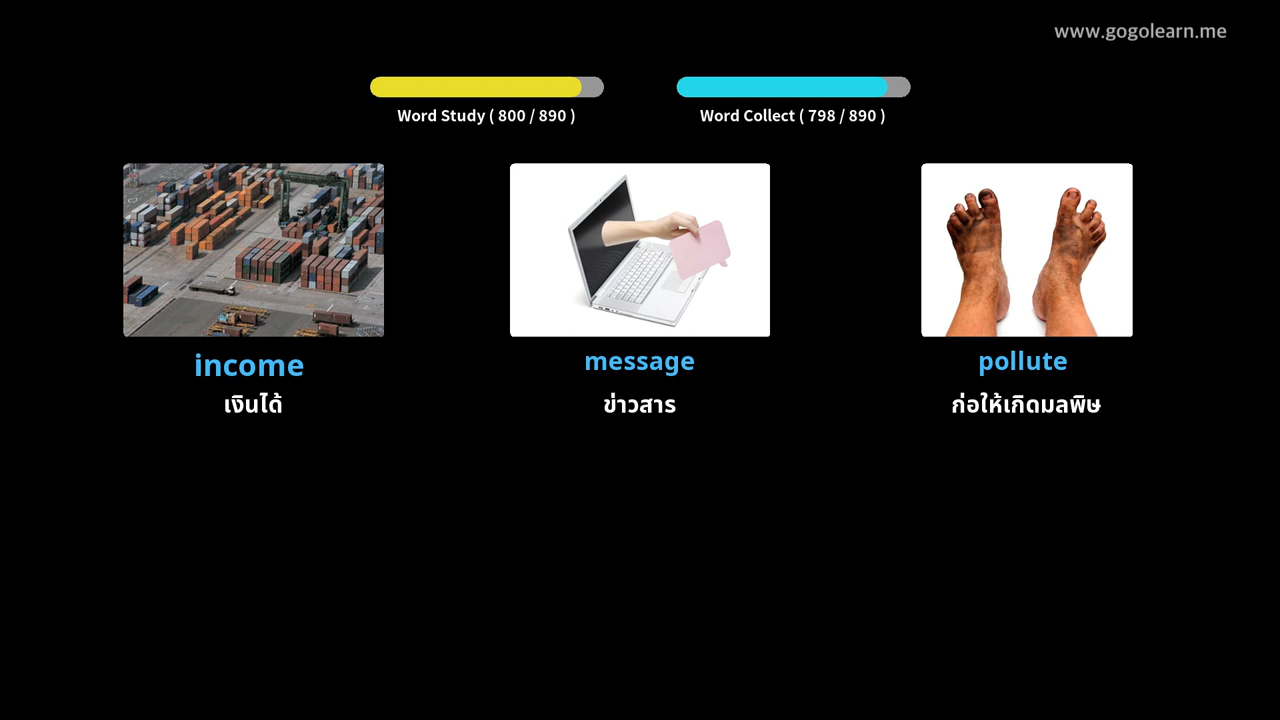 www.gogolearn.me
Word Study ( 800 / 890 )
Word Collect ( 798 / 890 )
income
message
pollute
เงินได้
ข่าวสาร
ก่อให้เกิดมลพิษ